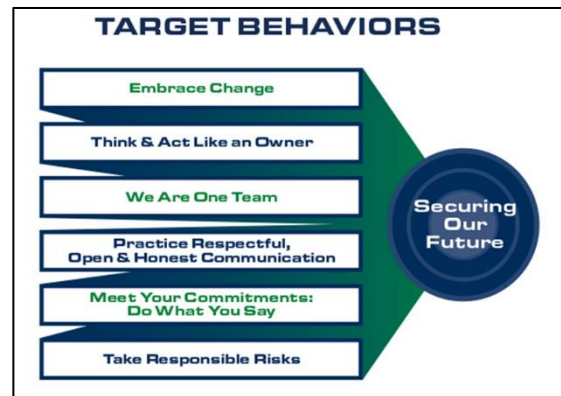 TARGET BEHAVIORS
Embrace Change
Think & Act Like an Owner
We Are One Team
Practice Respectful,
Open & Honest Communication
Meet Your Commitments:
Do What You Say
Take Responsible Risks
Securing
Our
Future